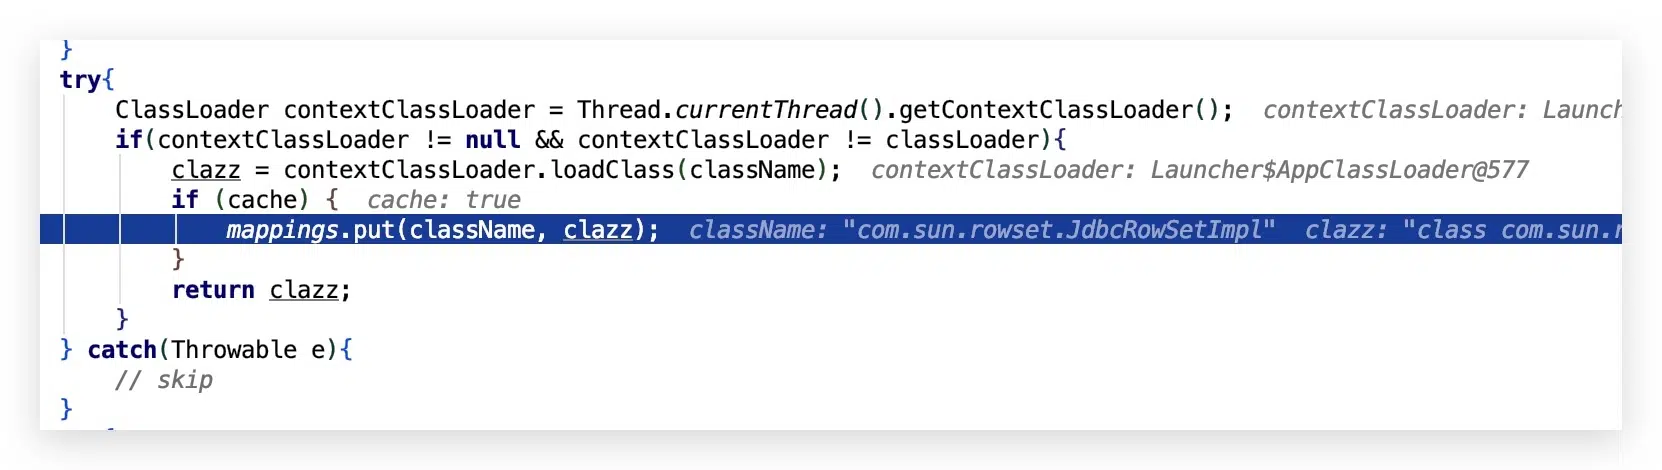 }
try{
ClassLoader contextClassLoader = Thread.currentThread().getContextClassLoader(); contextClassLoader: Launch
if(contextClassLoader != null && contextClassLoader != classLoader){
clazz = contextClassLoader.loadClass(className); contextClassLoader: Launcher$AppClassLoader@577
if (cache) { cache: true
mappings.put(className, clazz); className: "com.sun.rowset.JdbcRowSetImpl" clazz: "class com.sun.r
}
return clazz;
}
} catch(Throwable e){
// skip
}